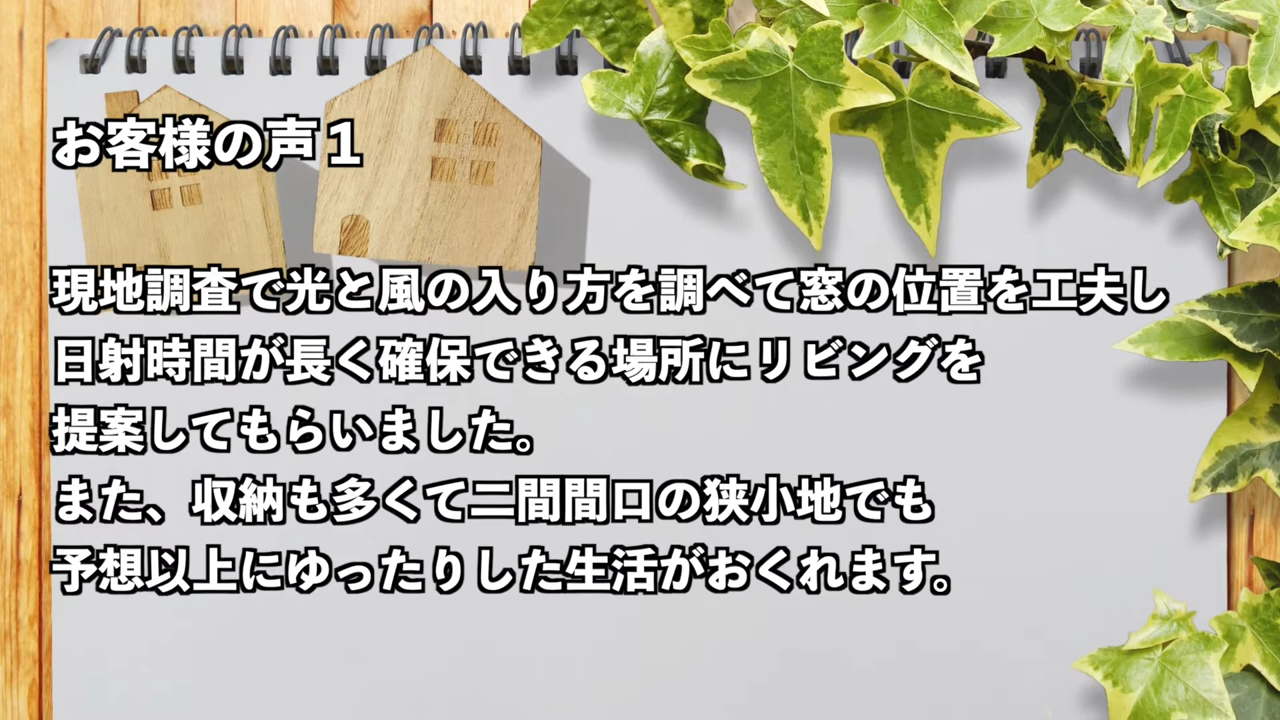 お客様の声１
現地調査で光と風の入り方を調べて窓の位置を工夫し
日射時間が長く確保できる場所にリビングを
提案してもらいました。
また、収納も多くて二間間口の狭小地でも
予想以上にゆったりした生活がおくれます。